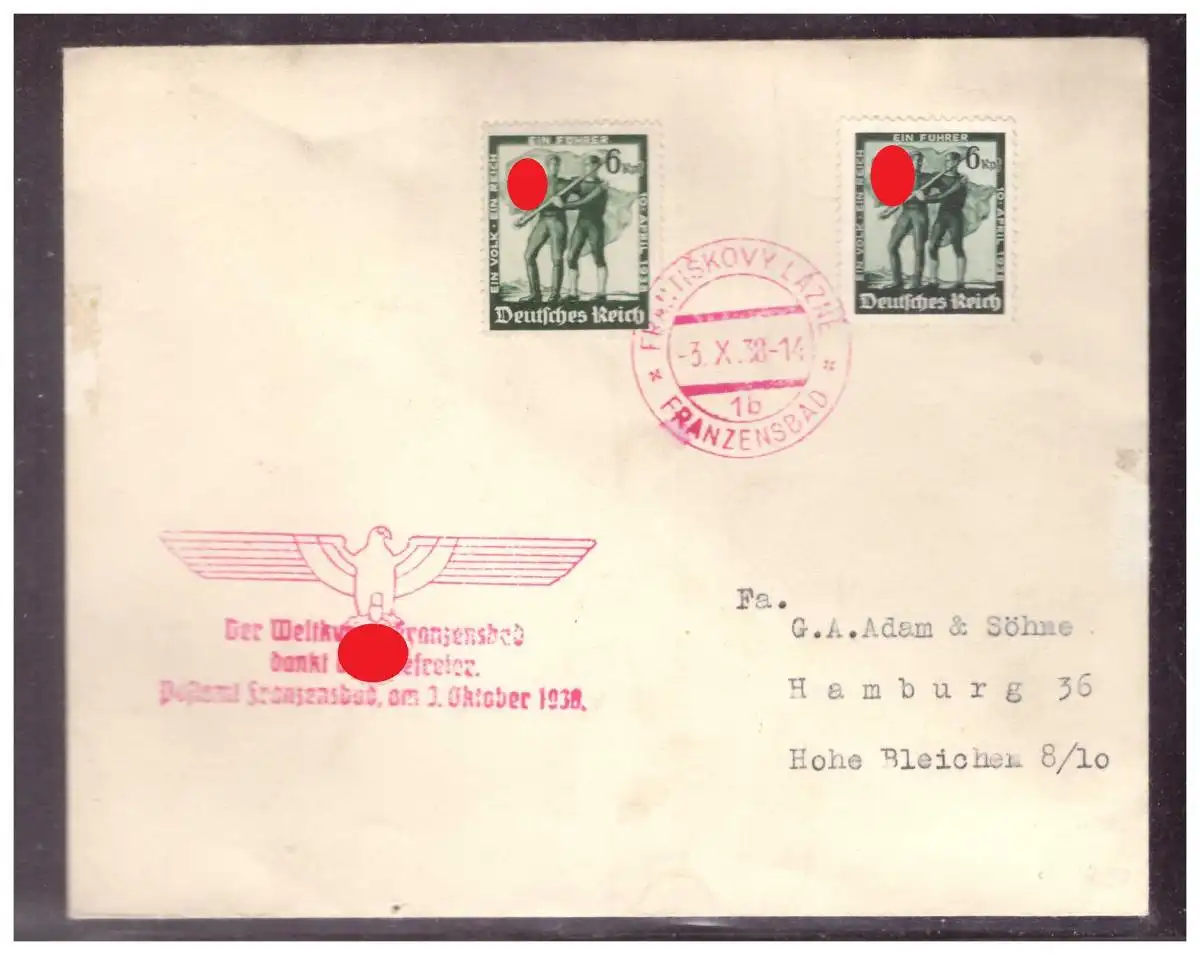 EIN FÜHRER
EIN VOLK · EIN REICH
6 Rpf
10. APRIL 1938
Deutsches Reich
EIN FÜHRER
EIN VOLK · EIN REICH
6 Rpf
10. APRIL 1938
Deutsches Reich
FRANTIŠKOVY LÁZNĚ
-3. X. 38-14
1b
* FRANZENSBAD *
Der Franzensbad
dankt
Postamt Franzensbad, am 3. Oktober 1938.
Fa.
G.A.Adam & Söhne
Hamburg 36
Hohe Bleichen 8/10